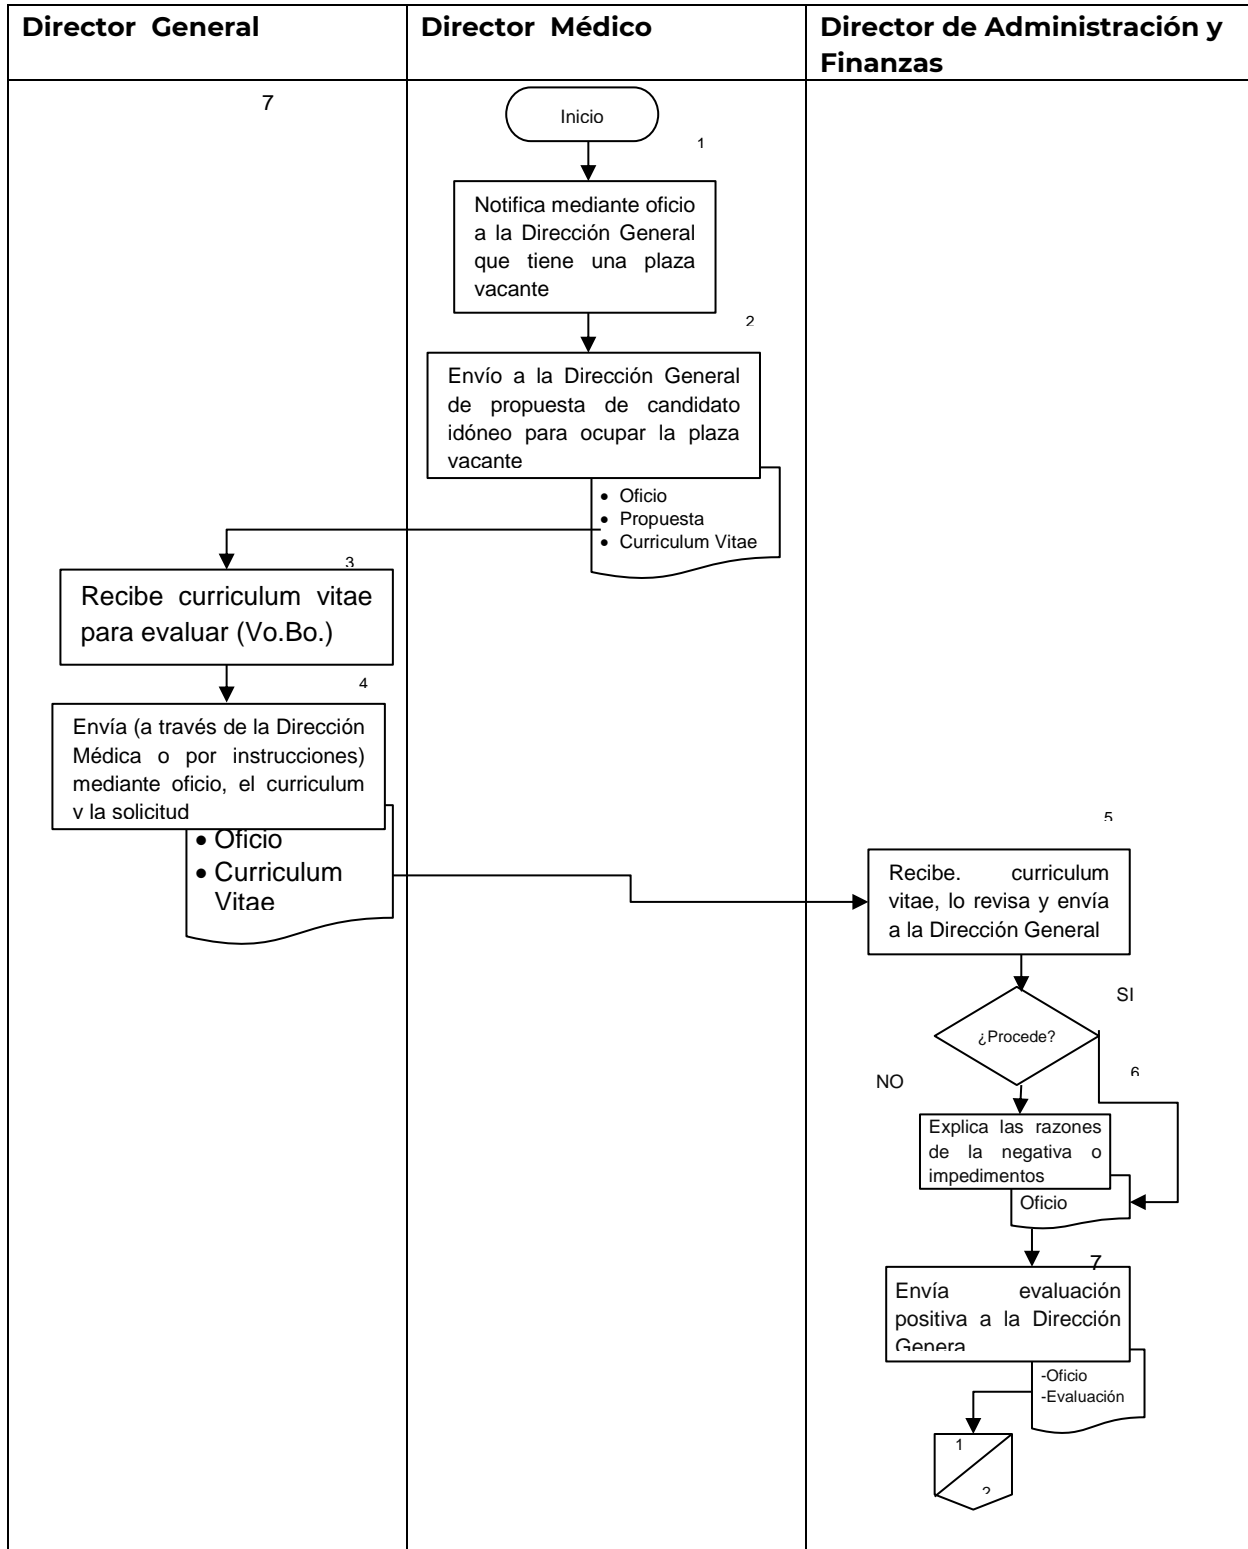 Director General
Director Médico
Director de Administración y
Finanzas
7
Inicio
1
Notifica mediante oficio
a la Dirección General
que tiene una plaza
vacante
2
Envío a la Dirección General
de propuesta de candidato
idóneo para ocupar la plaza
vacante
• Oficio
• Propuesta
• Curriculum Vitae
3
Recibe curriculum vitae
para evaluar (Vo.Bo.)
4
Envía (a través de la Dirección
Médica o por instrucciones)
mediante oficio, el curriculum
y la solicitud
• Oficio
• Curriculum
Vitae
5
Recibe. curriculum
vitae, lo revisa y envía
a la Dirección General
¿Procede?
SI
NO
6
Explica las razones
de la negativa o
impedimentos
Oficio
7
Envía evaluación
positiva a la Dirección
Genera
-Oficio
-Evaluación
1
2